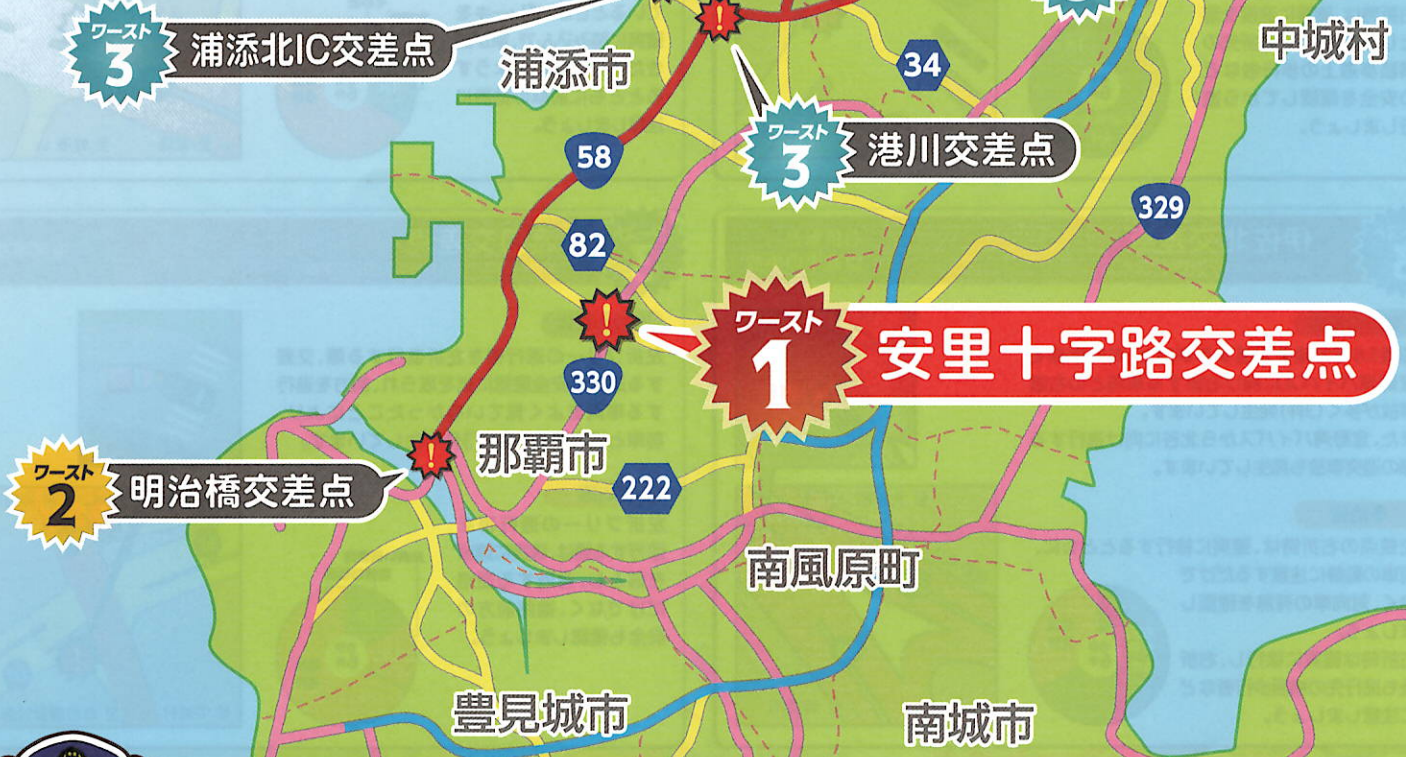 ワースト
3
浦添北IC交差点
浦添市
34
中城村
ワースト
3
港川交差点
58
329
82
ワースト
1
安里十字路交差点
330
那覇市
ワースト
2
明治橋交差点
222
南風原町
豊見城市
南城市